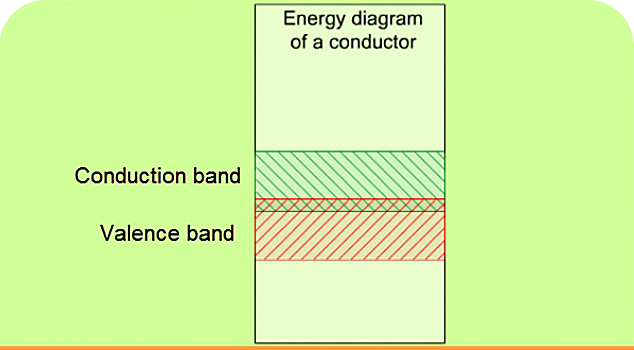 Energy diagram
of a conductor
Conduction band
Valence band